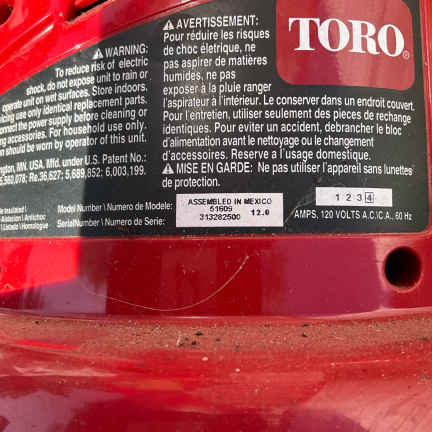 ⚠ WARNING:
To reduce risk of electric
shock, do not expose unit to rain or
operate unit on wet surfaces. Store indoors.
use only identical replacement parts.
the power supply before cleaning or
accessories. For household use only.
should be worn by operator of this unit.
MN. USA. Mfd. under U.S. Patent No.:
5,560,078; Re.36,627; 5,689,852; 6,003,199.
⚠ AVERTISSEMENT:
Pour réduire les risques
de choc életrique, ne
pas aspirer de matières
humides, ne pas
exposer à la pluie ranger
l'aspirateur à l'intérieur. Le conserver dans un endroit couvert.
Pour l'entretien, utiliser seulement des pieces de rechange
identiques. Pour eviter un accident, debrancher le bloc
d'alimentation avant le nettoyage ou le changement
d'accessoires. Reserve a l'usage domestique.
⚠ MISE EN GARDE: Ne pas utiliser l'appareil sans lunettes
de protection.
TORO®
Model Number \ Numero de Modele:
SerialNumber \ Numero de Serie:
ASSEMBLED IN MEXICO
51609
313282500 12.0
1 2 3 4
AMPS, 120 VOLTS A.C\C.A. 60 Hz